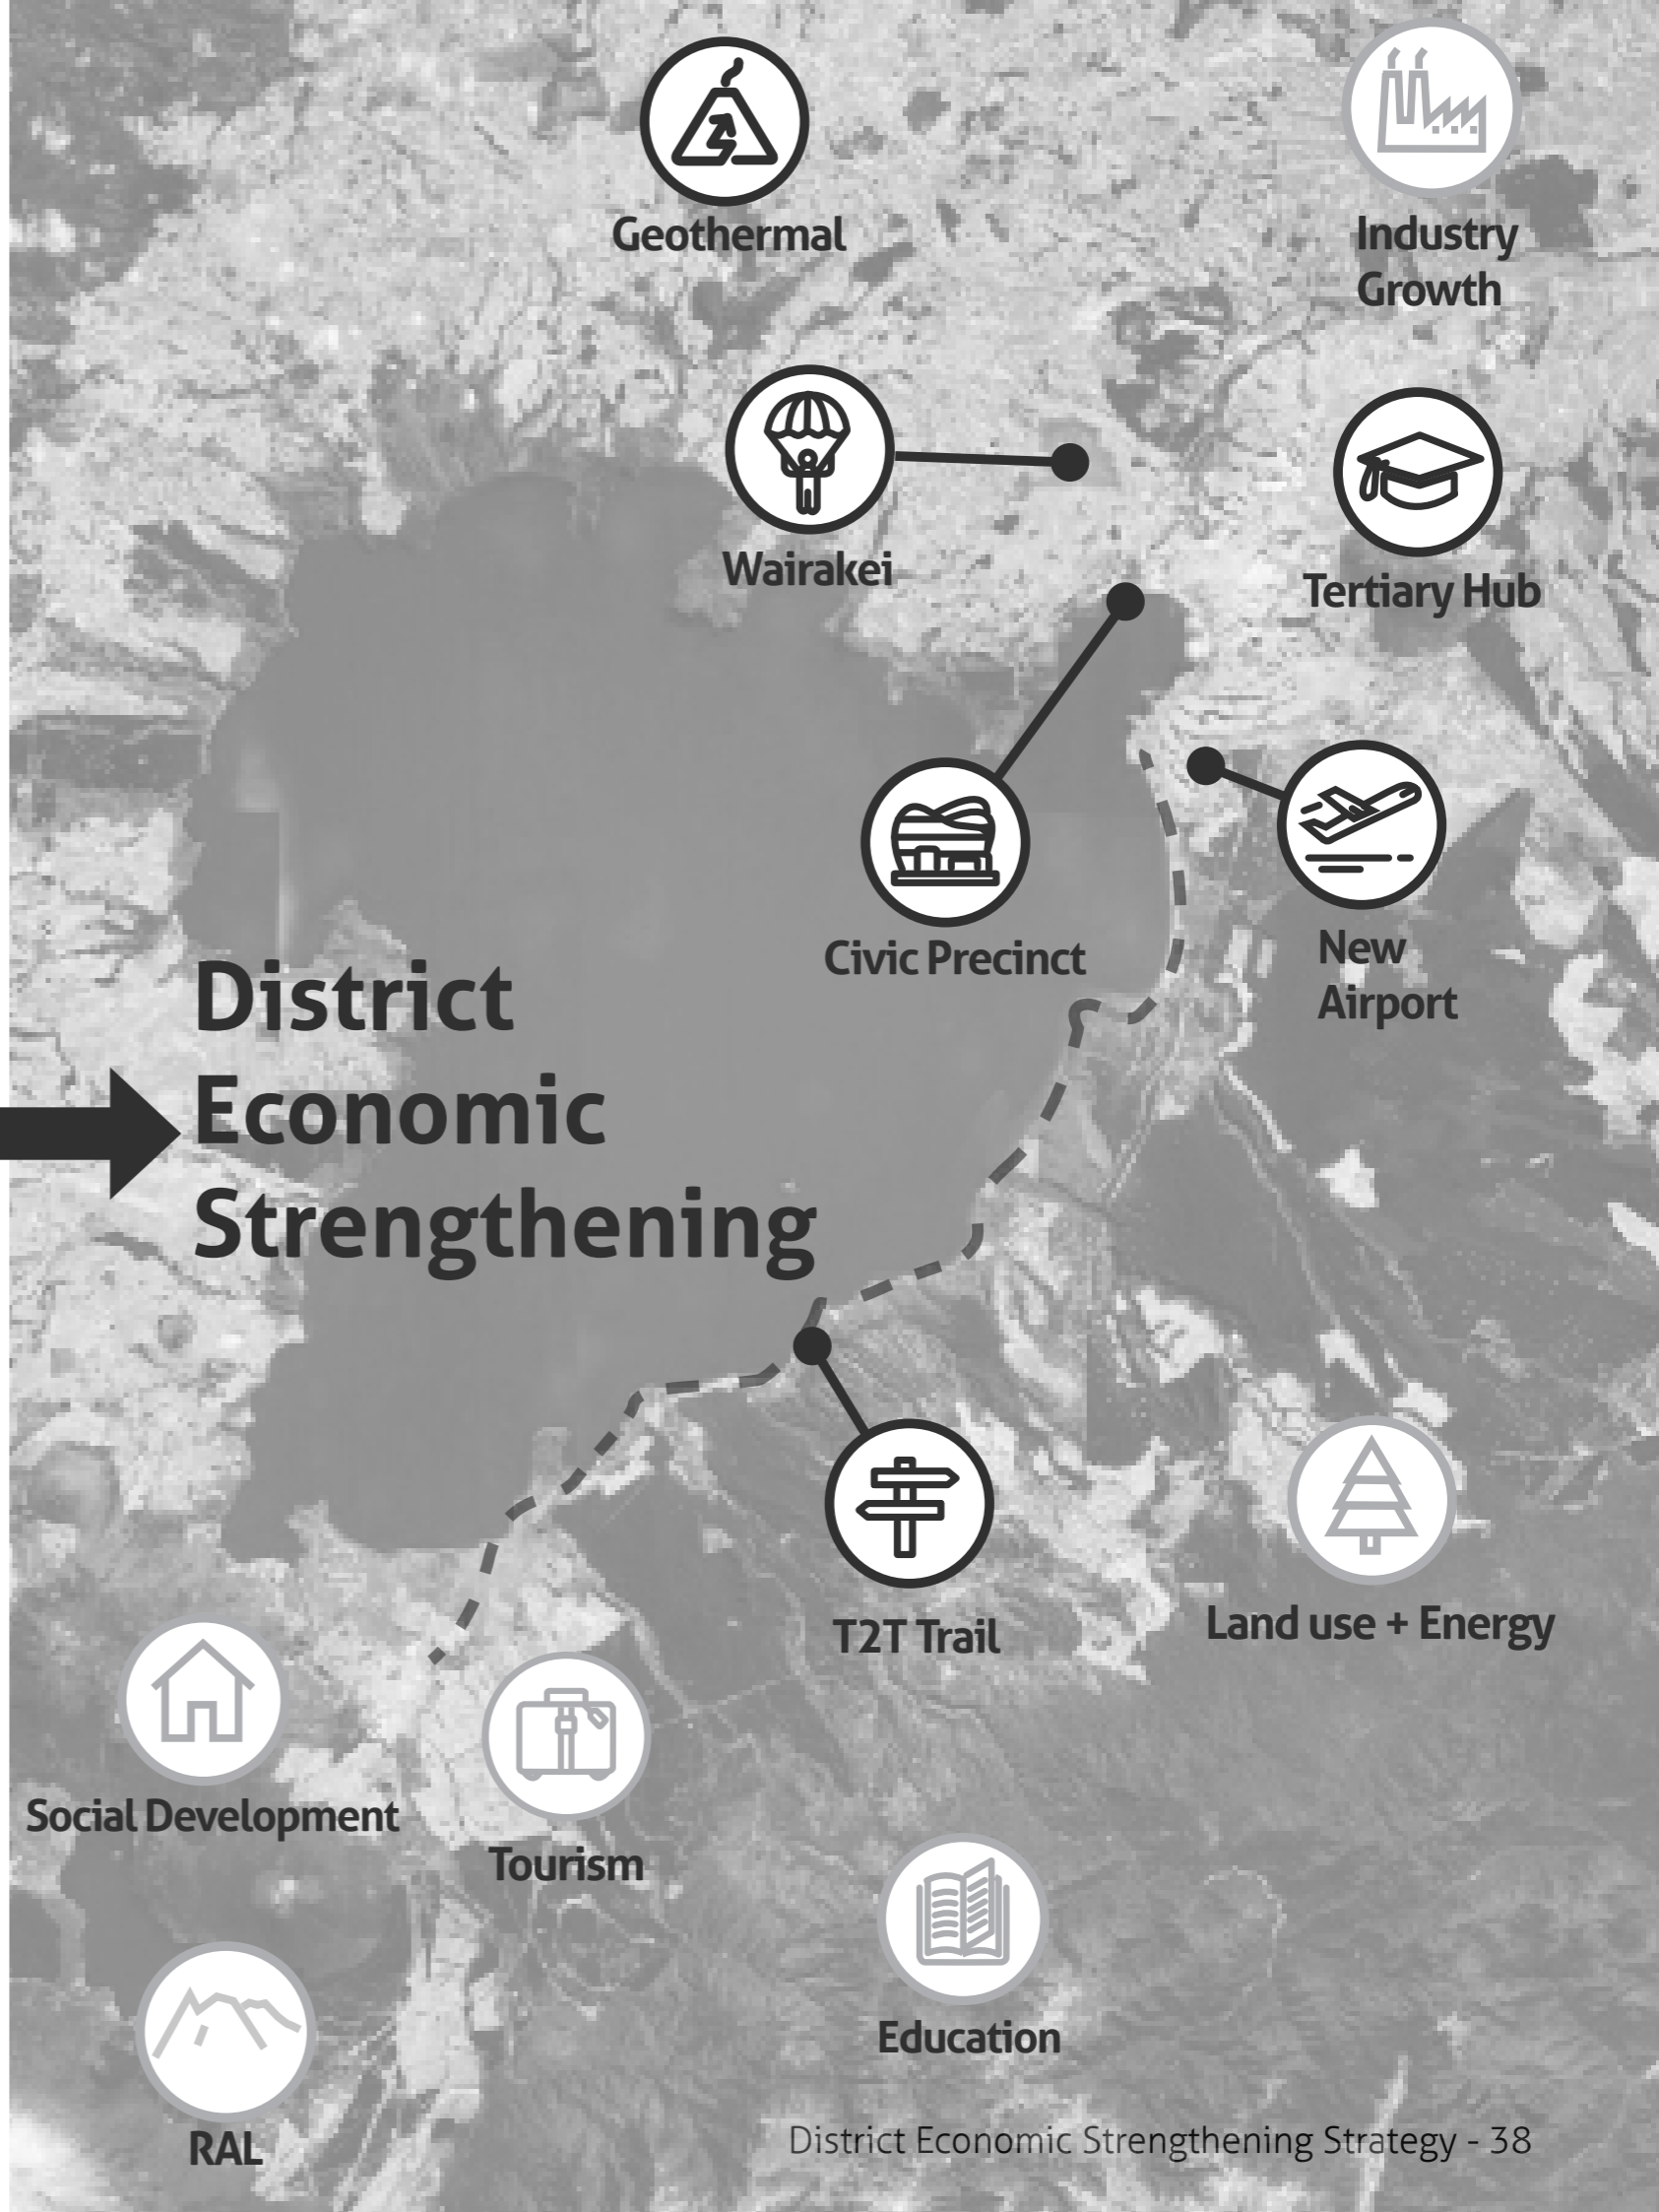 Geothermal
Industry
Growth
Wairakei
Tertiary Hub
Civic Precinct
New
Airport
District
Economic
Strengthening
T2T Trail
Land use + Energy
Social Development
Tourism
Education
RAL
District Economic Strengthening Strategy - 38